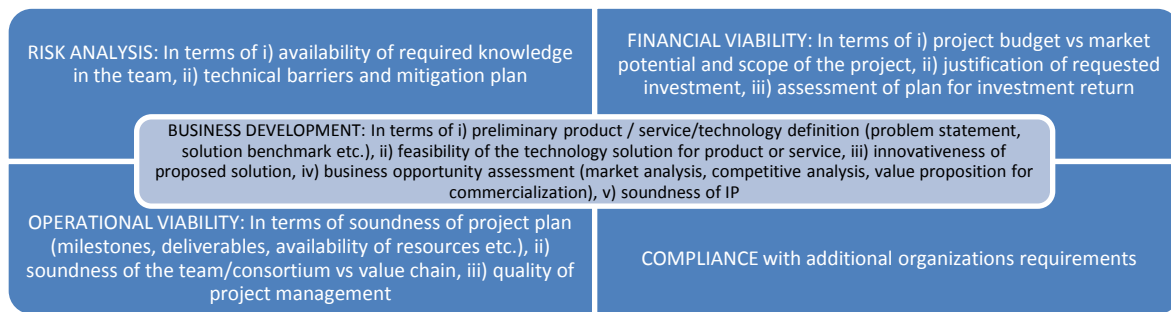 RISK ANALYSIS: In terms of i) availability of required knowledge
in the team, ii) technical barriers and mitigation plan
FINANCIAL VIABILITY: In terms of i) project budget vs market
potential and scope of the project, ii) justification of requested
investment, iii) assessment of plan for investment return
BUSINESS DEVELOPMENT: In terms of i) preliminary product / service/technology definition (problem statement,
solution benchmark etc.), ii) feasibility of the technology solution for product or service, iii) innovativeness of
proposed solution, iv) business opportunity assessment (market analysis, competitive analysis, value proposition for
commercialization), v) soundness of IP
OPERATIONAL VIABILITY: In terms of soundness of project plan
(milestones, deliverables, availability of resources etc.), ii)
soundness of the team/consortium vs value chain, iii) quality of
project management
COMPLIANCE with additional organizations requirements